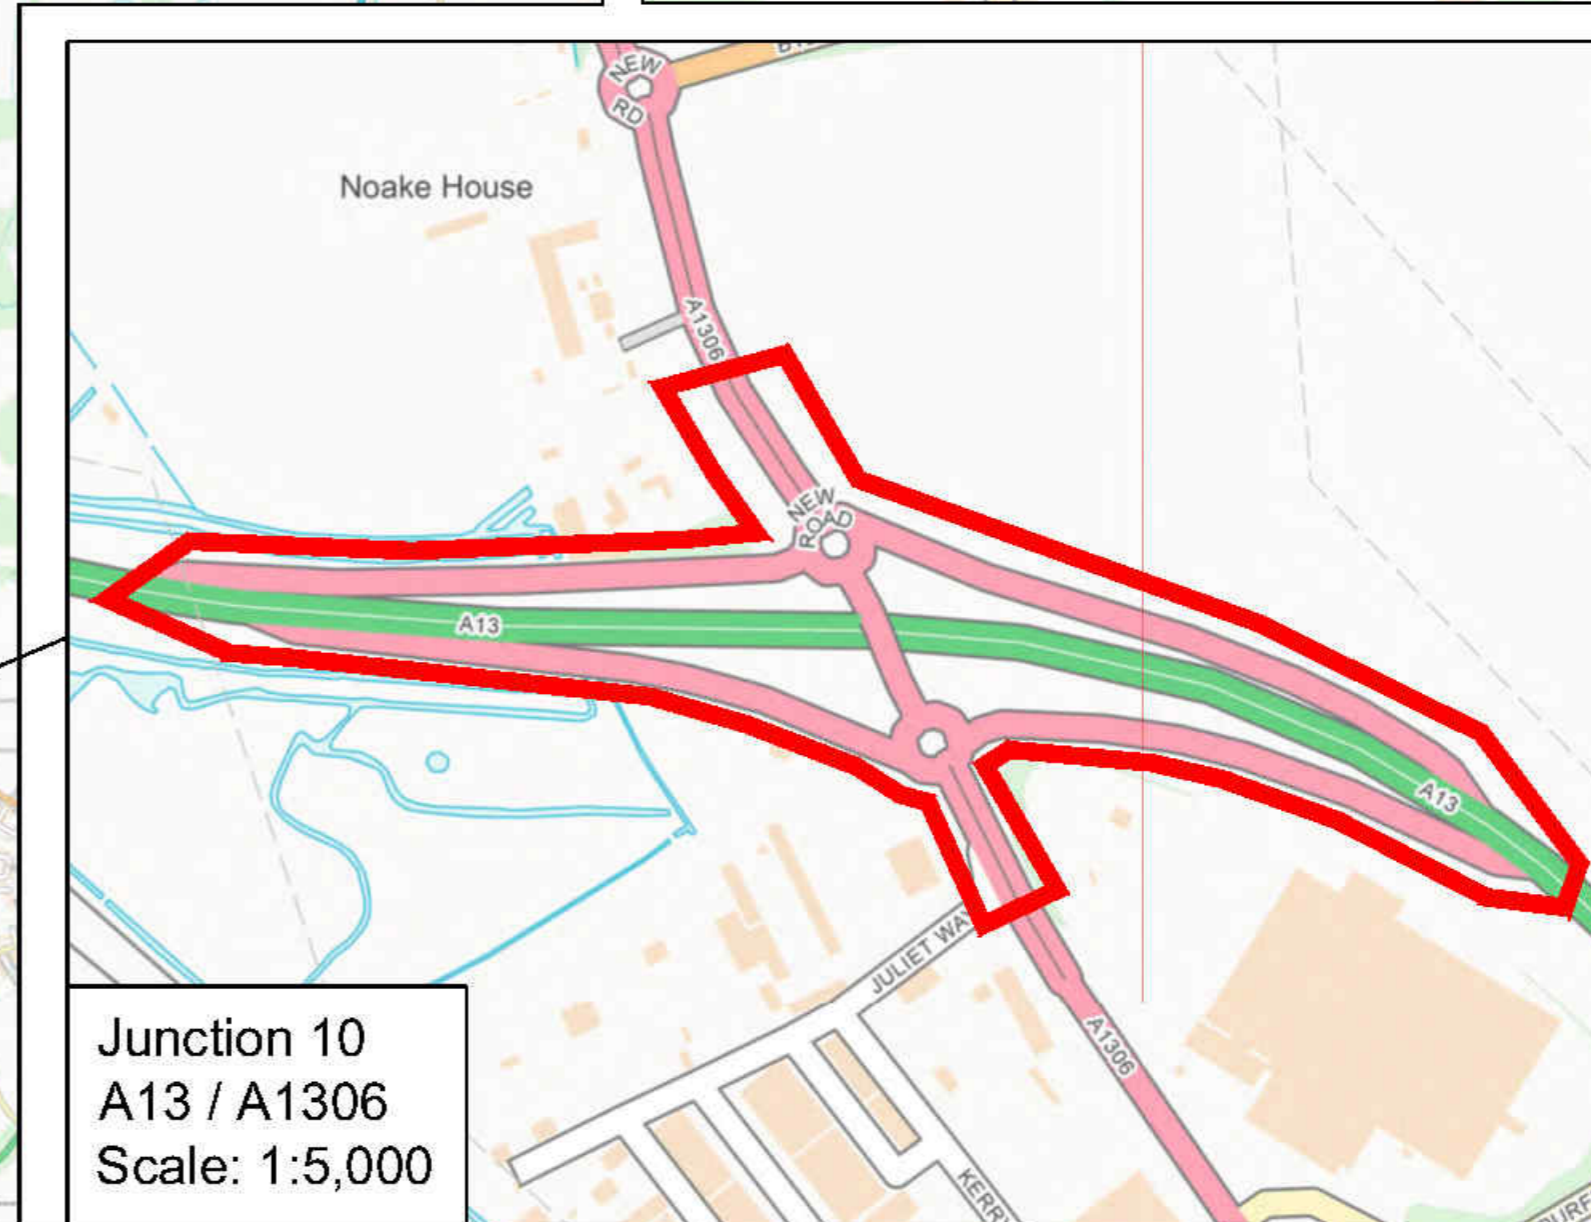 NEW
RD
Noake House
A1306
NEW
ROAD
A13
A13
JULIET WAY
A1306
Junction 10
A13 / A1306
Scale: 1:5,000